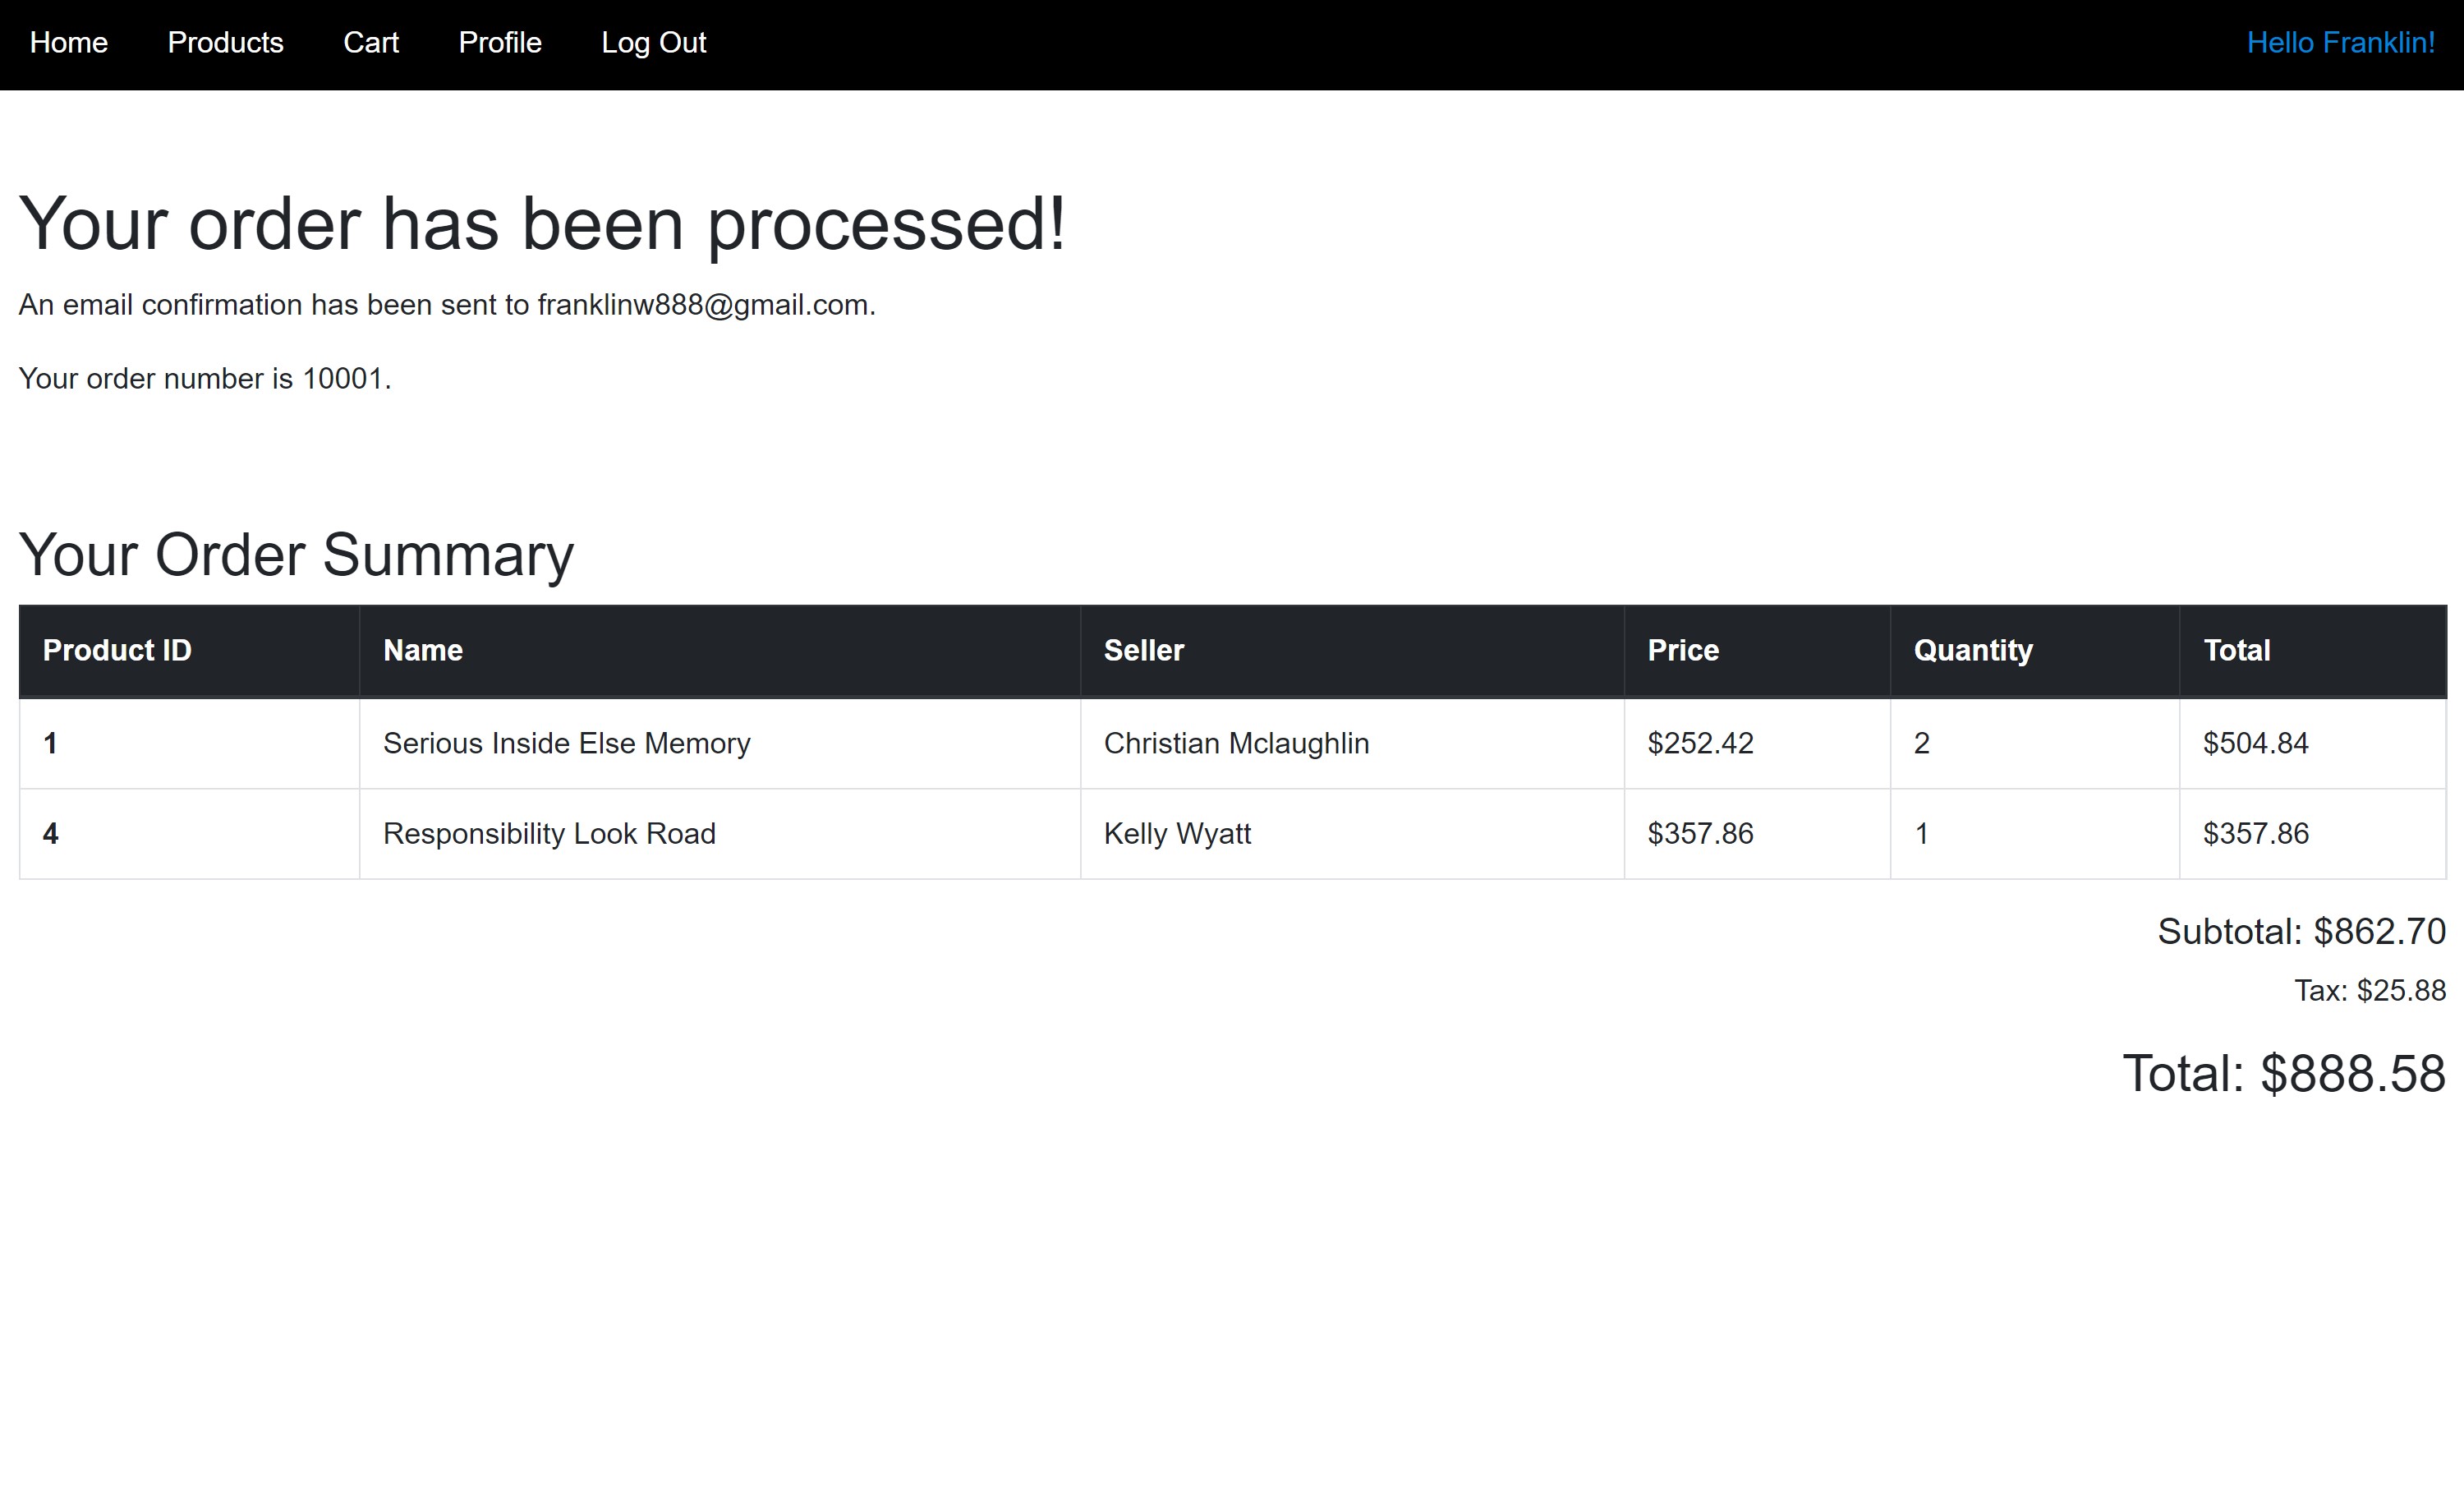 Home Products Cart Profile Log Out Hello Franklin!
Your order has been processed!
An email confirmation has been sent to franklinw888@gmail.com.
Your order number is 10001.
Your Order Summary
Product ID Name Seller Price Quantity Total
1 Serious Inside Else Memory Christian Mclaughlin $252.42 2 $504.84
4 Responsibility Look Road Kelly Wyatt $357.86 1 $357.86
Subtotal: $862.70
Tax: $25.88
Total: $888.58